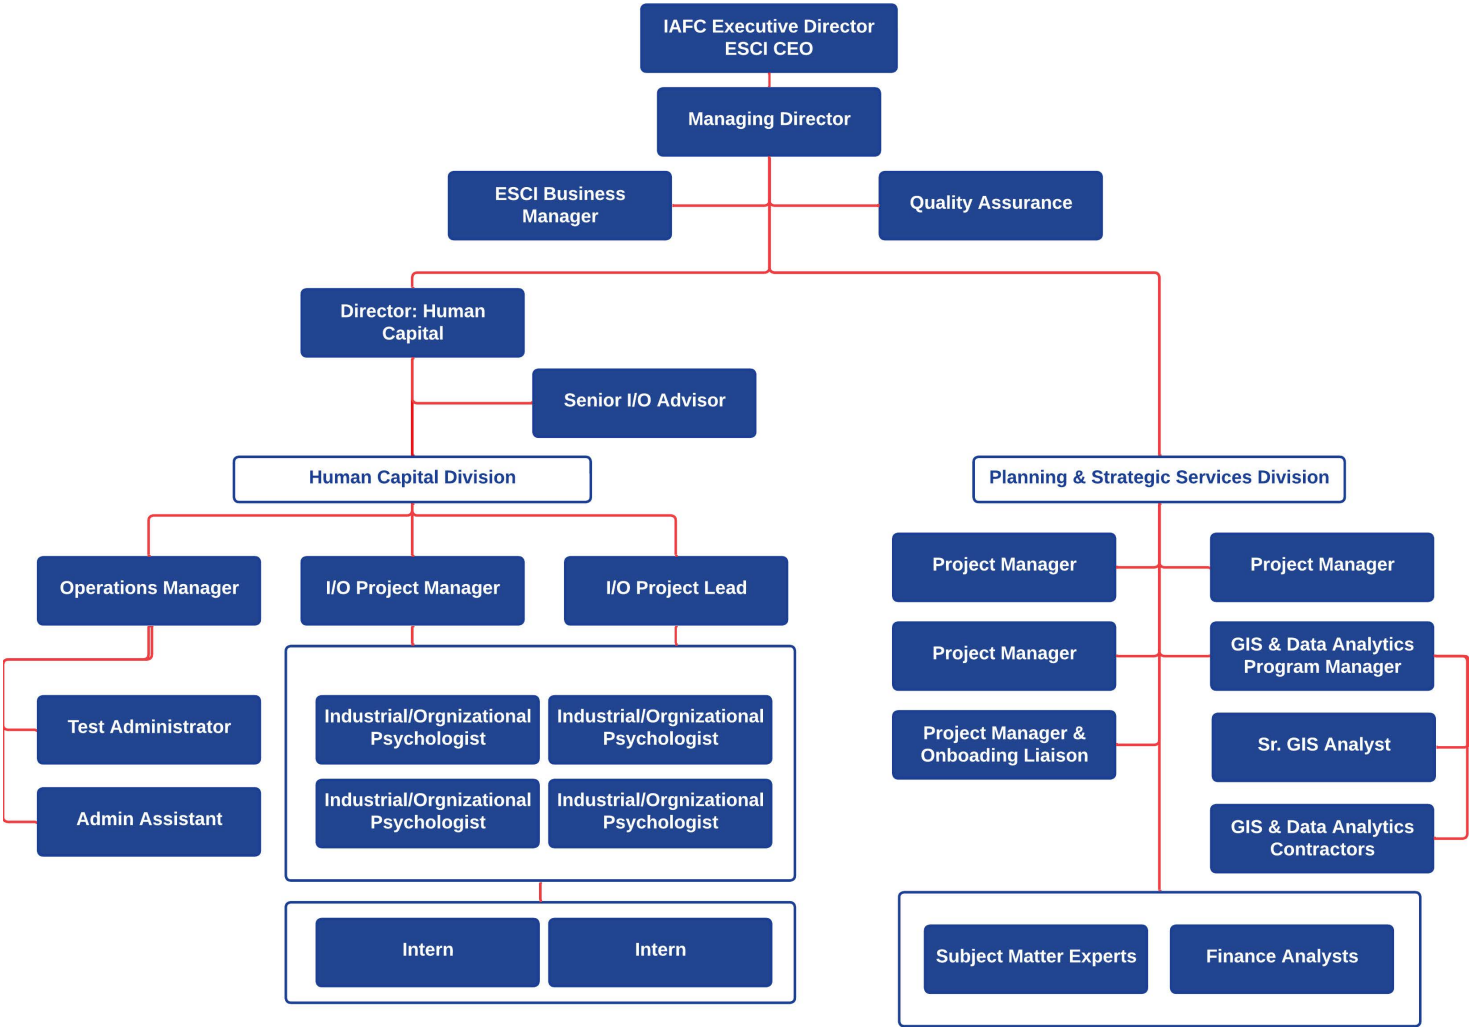 IAFC Executive Director
ESCI CEO
Managing Director
ESCI Business
Manager
Quality Assurance
Director: Human
Capital
Senior I/O Advisor
Human Capital Division
Planning & Strategic Services Division
Operations Manager
I/O Project Manager
I/O Project Lead
Test Administrator
Admin Assistant
Industrial/Orgnizational
Psychologist
Industrial/Orgnizational
Psychologist
Industrial/Orgnizational
Psychologist
Industrial/Orgnizational
Psychologist
Intern
Intern
Project Manager
Project Manager
Project Manager
GIS & Data Analytics
Program Manager
Project Manager &
Onboading Liaison
Sr. GIS Analyst
GIS & Data Analytics
Contractors
Subject Matter Experts
Finance Analysts